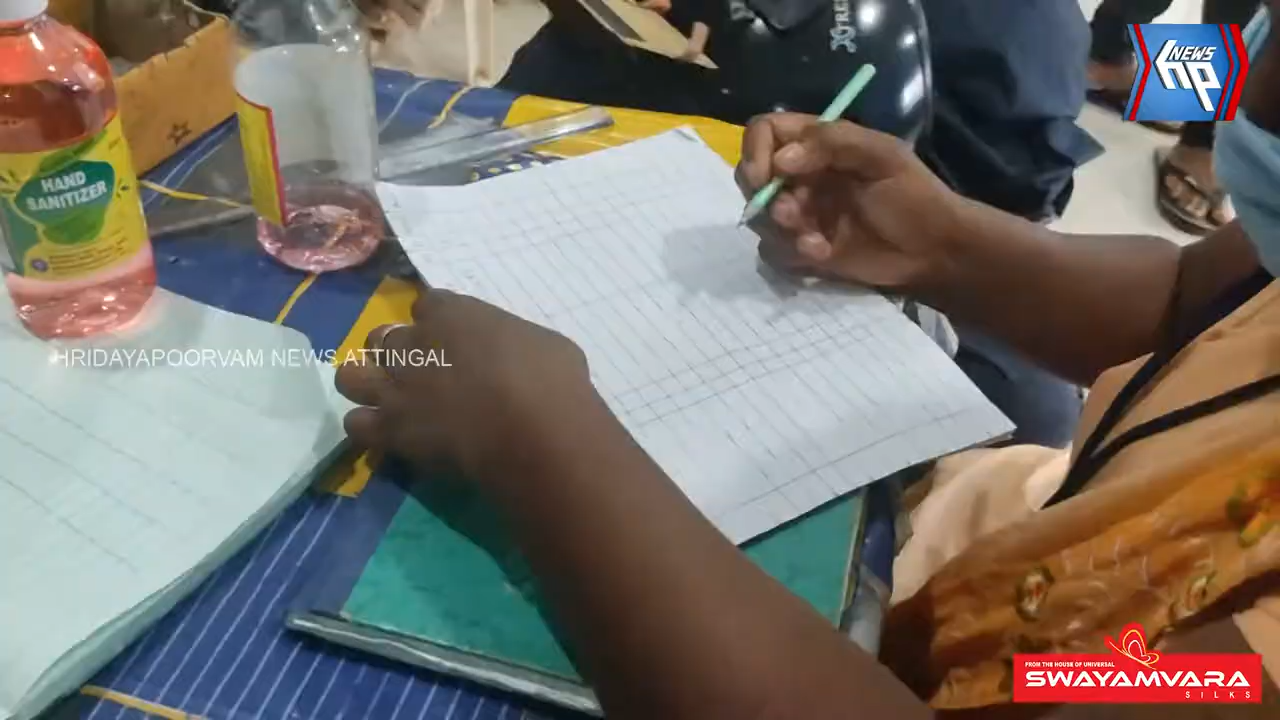 NEWS
hp
HAND
SANITIZER
HRIDAYAPOORVAM NEWS ATTINGAL
FROM THE HOUSE OF UNIVERSAL
SWAYAMVARA
SILKS